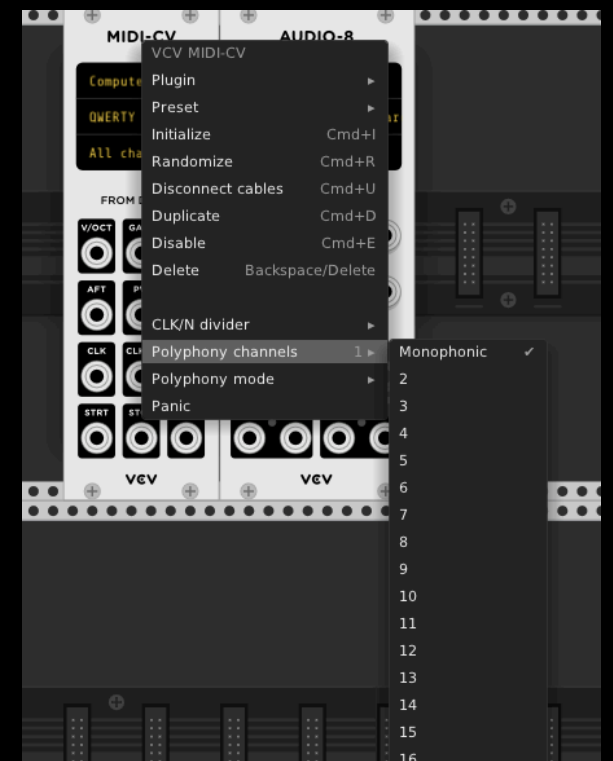 MIDI-CV
AUDIO-8
VCV MIDI-CV
Plugin ▸
Preset ▸
Initialize Cmd+I
Randomize Cmd+R
Disconnect cables Cmd+U
Duplicate Cmd+D
Disable Cmd+E
Delete Backspace/Delete
CLK/N divider ▸
Polyphony channels 1 ▸
Polyphony mode ▸
Panic
Monophonic ✔
2
3
4
5
6
7
8
9
10
11
12
13
14
15
16
QWERTY
All
FROM
V/OCT
AFT
CLK
STRT
VCV
VCV